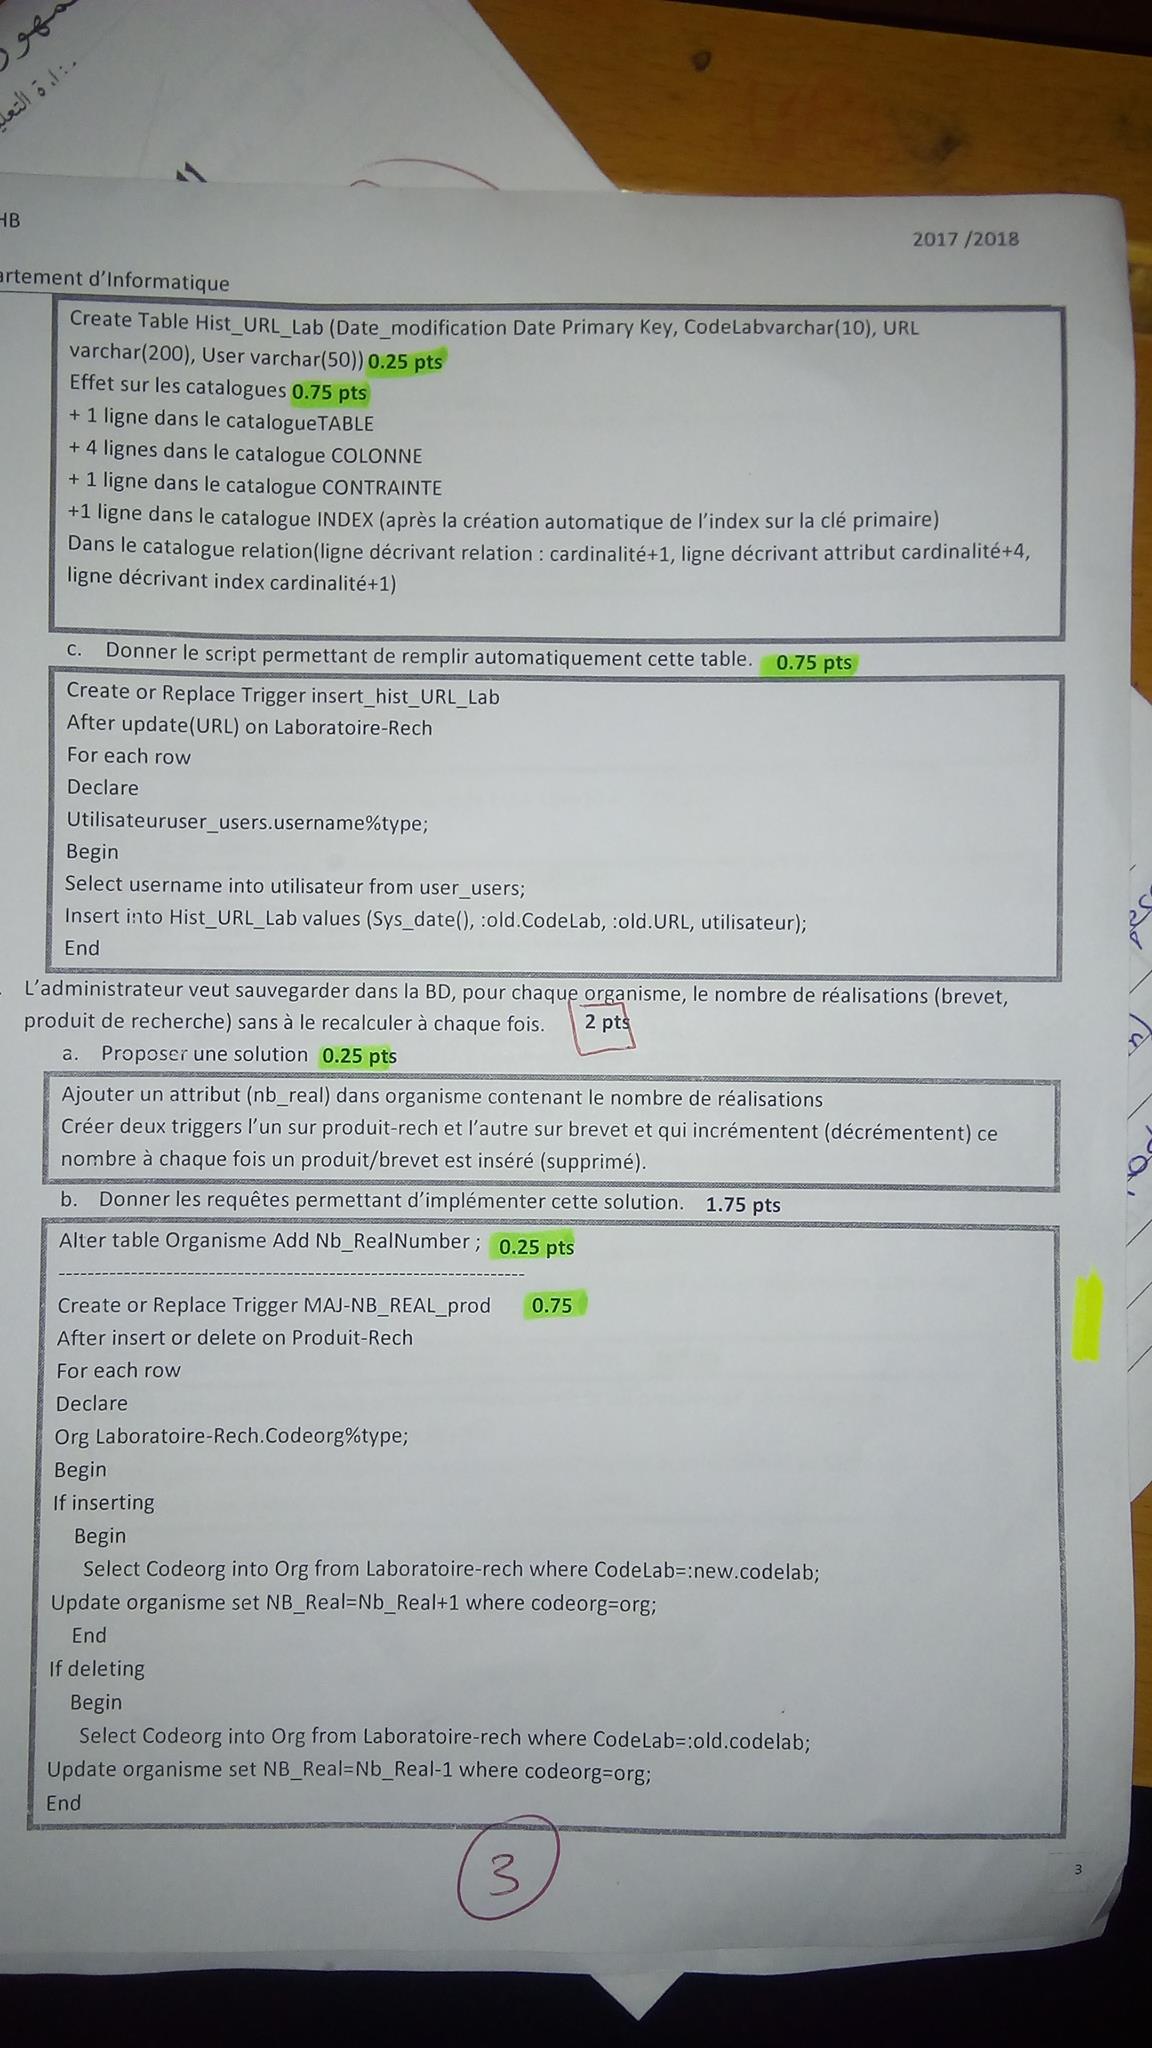 وزارة التعلي
HB
2017 /2018
artement d'Informatique
Create Table Hist_URL_Lab (Date_modification Date Primary Key, CodeLabvarchar(10), URL
varchar(200), User varchar(50)) 0.25 pts
Effet sur les catalogues 0.75 pts
+ 1 ligne dans le catalogueTABLE
+ 4 lignes dans le catalogue COLONNE
+ 1 ligne dans le catalogue CONTRAINTE
+1 ligne dans le catalogue INDEX (après la création automatique de l'index sur la clé primaire)
Dans le catalogue relation(ligne décrivant relation : cardinalité+1, ligne décrivant attribut cardinalité+4,
ligne décrivant index cardinalité+1)
c. Donner le script permettant de remplir automatiquement cette table. 0.75 pts
Create or Replace Trigger insert_hist_URL_Lab
After update(URL) on Laboratoire-Rech
For each row
Declare
Utilisateuruser_users.username%type;
Begin
Select username into utilisateur from user_users;
Insert into Hist_URL_Lab values (Sys_date(), :old.CodeLab, :old.URL, utilisateur);
End
L'administrateur veut sauvegarder dans la BD, pour chaque organisme, le nombre de réalisations (brevet,
produit de recherche) sans à le recalculer à chaque fois. 2 pts
a. Proposer une solution 0.25 pts
Ajouter un attribut (nb_real) dans organisme contenant le nombre de réalisations
Créer deux triggers l'un sur produit-rech et l'autre sur brevet et qui incrémentent (décrémentent) ce
nombre à chaque fois un produit/brevet est inséré (supprimé).
b. Donner les requêtes permettant d'implémenter cette solution. 1.75 pts
Alter table Organisme Add Nb_RealNumber ; 0.25 pts
----------------------------------------------------------------
Create or Replace Trigger MAJ-NB_REAL_prod 0.75
After insert or delete on Produit-Rech
For each row
Declare
Org Laboratoire-Rech.Codeorg%type;
Begin
If inserting
Begin
Select Codeorg into Org from Laboratoire-rech where CodeLab=:new.codelab;
Update organisme set NB_Real=Nb_Real+1 where codeorg=org;
End
If deleting
Begin
Select Codeorg into Org from Laboratoire-rech where CodeLab=:old.codelab;
Update organisme set NB_Real=Nb_Real-1 where codeorg=org;
End
3
3